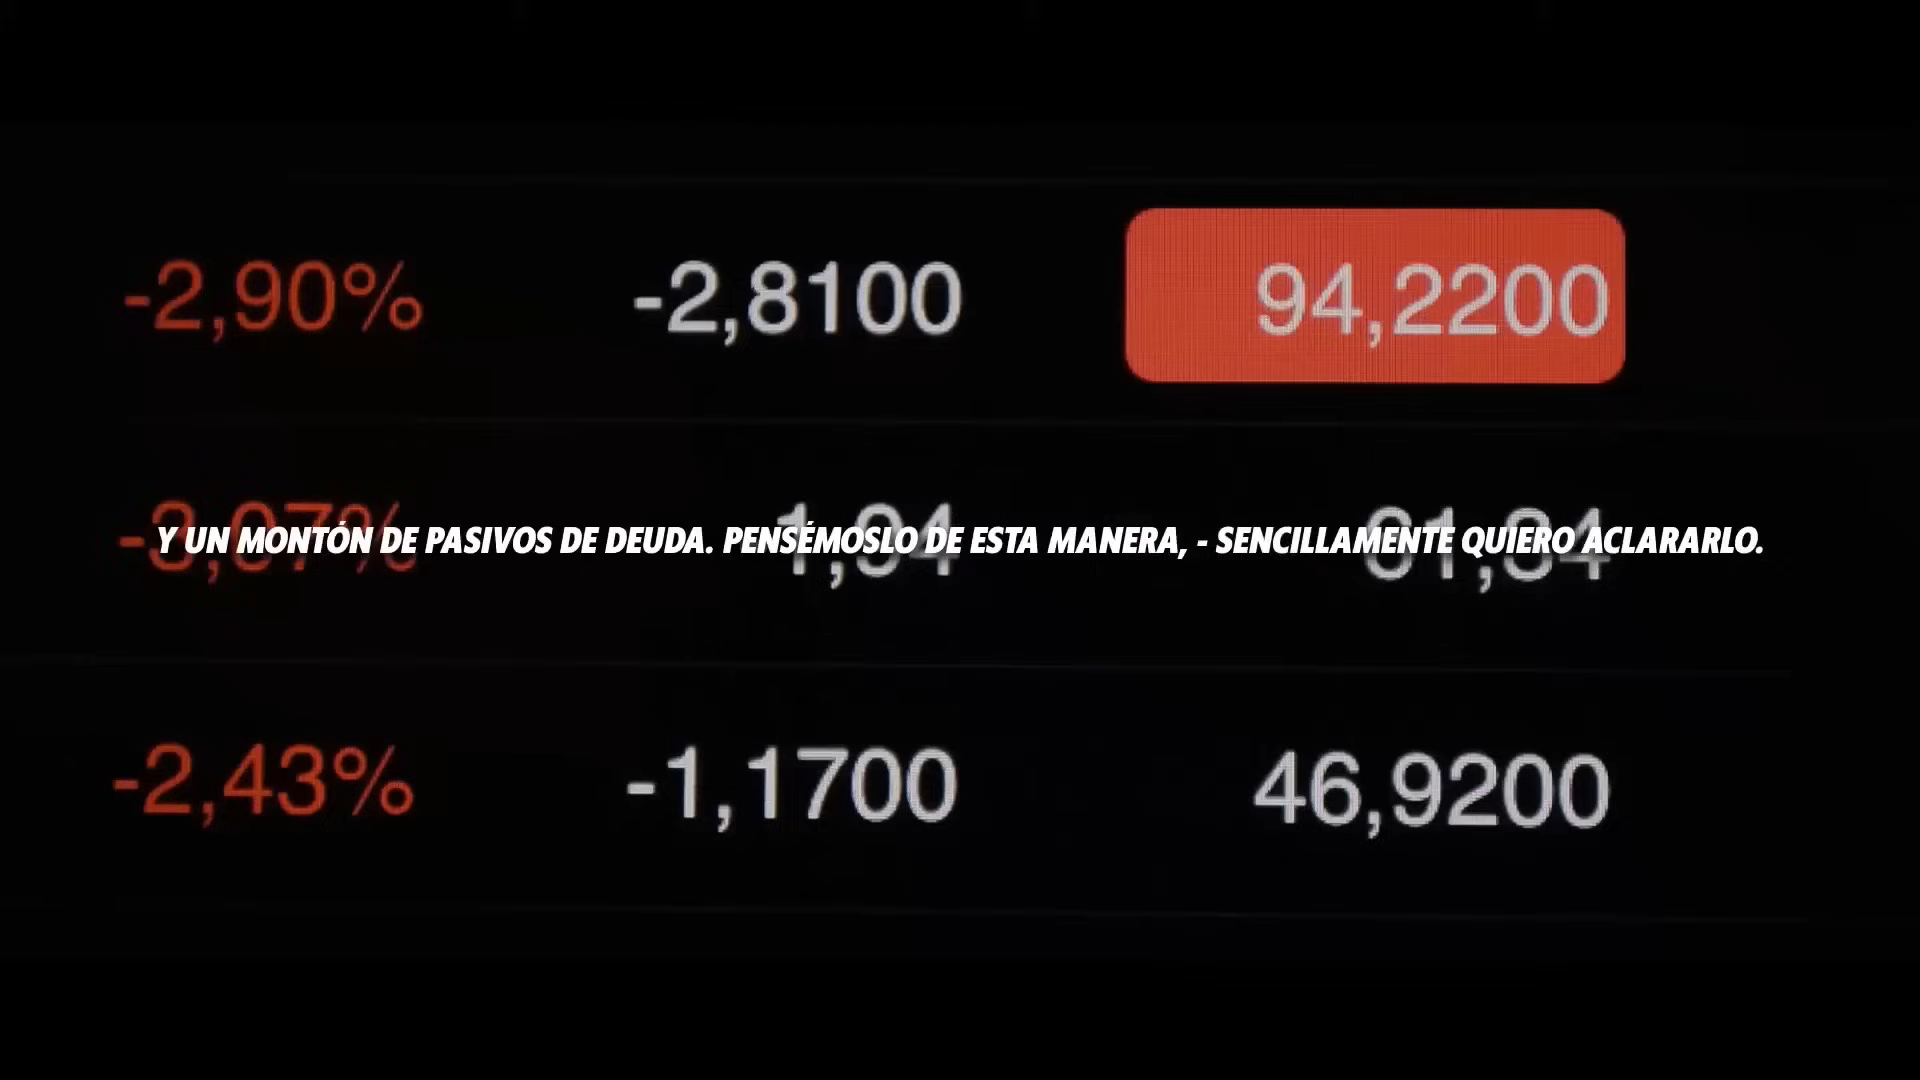 -2,90% -2,8100 94,2200
Y UN MONTÓN DE PASIVOS DE DEUDA. PENSÉMOSLO DE ESTA MANERA, - SENCILLAMENTE QUIERO ACLARARLO.
-2,43% -1,1700 46,9200